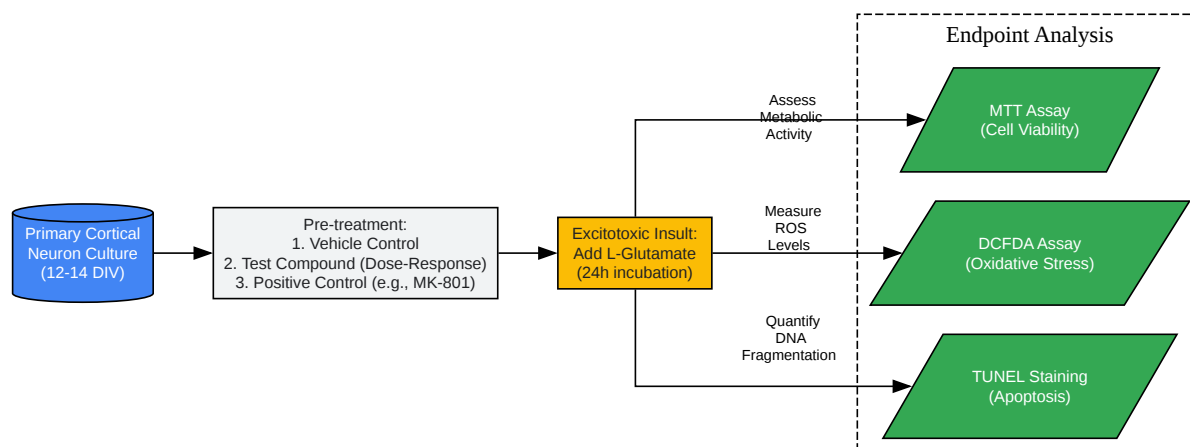 Primary Cortical
Neuron Culture
(12-14 DIV)
Pre-treatment:
1. Vehicle Control
2. Test Compound (Dose-Response)
3. Positive Control (e.g., MK-801)
Excitotoxic Insult:
Add L-Glutamate
(24h incubation)
Assess
Metabolic
Activity
Measure
ROS
Levels
Quantify
DNA
Fragmentation
Endpoint Analysis
MTT Assay
(Cell Viability)
DCFDA Assay
(Oxidative Stress)
TUNEL Staining
(Apoptosis)